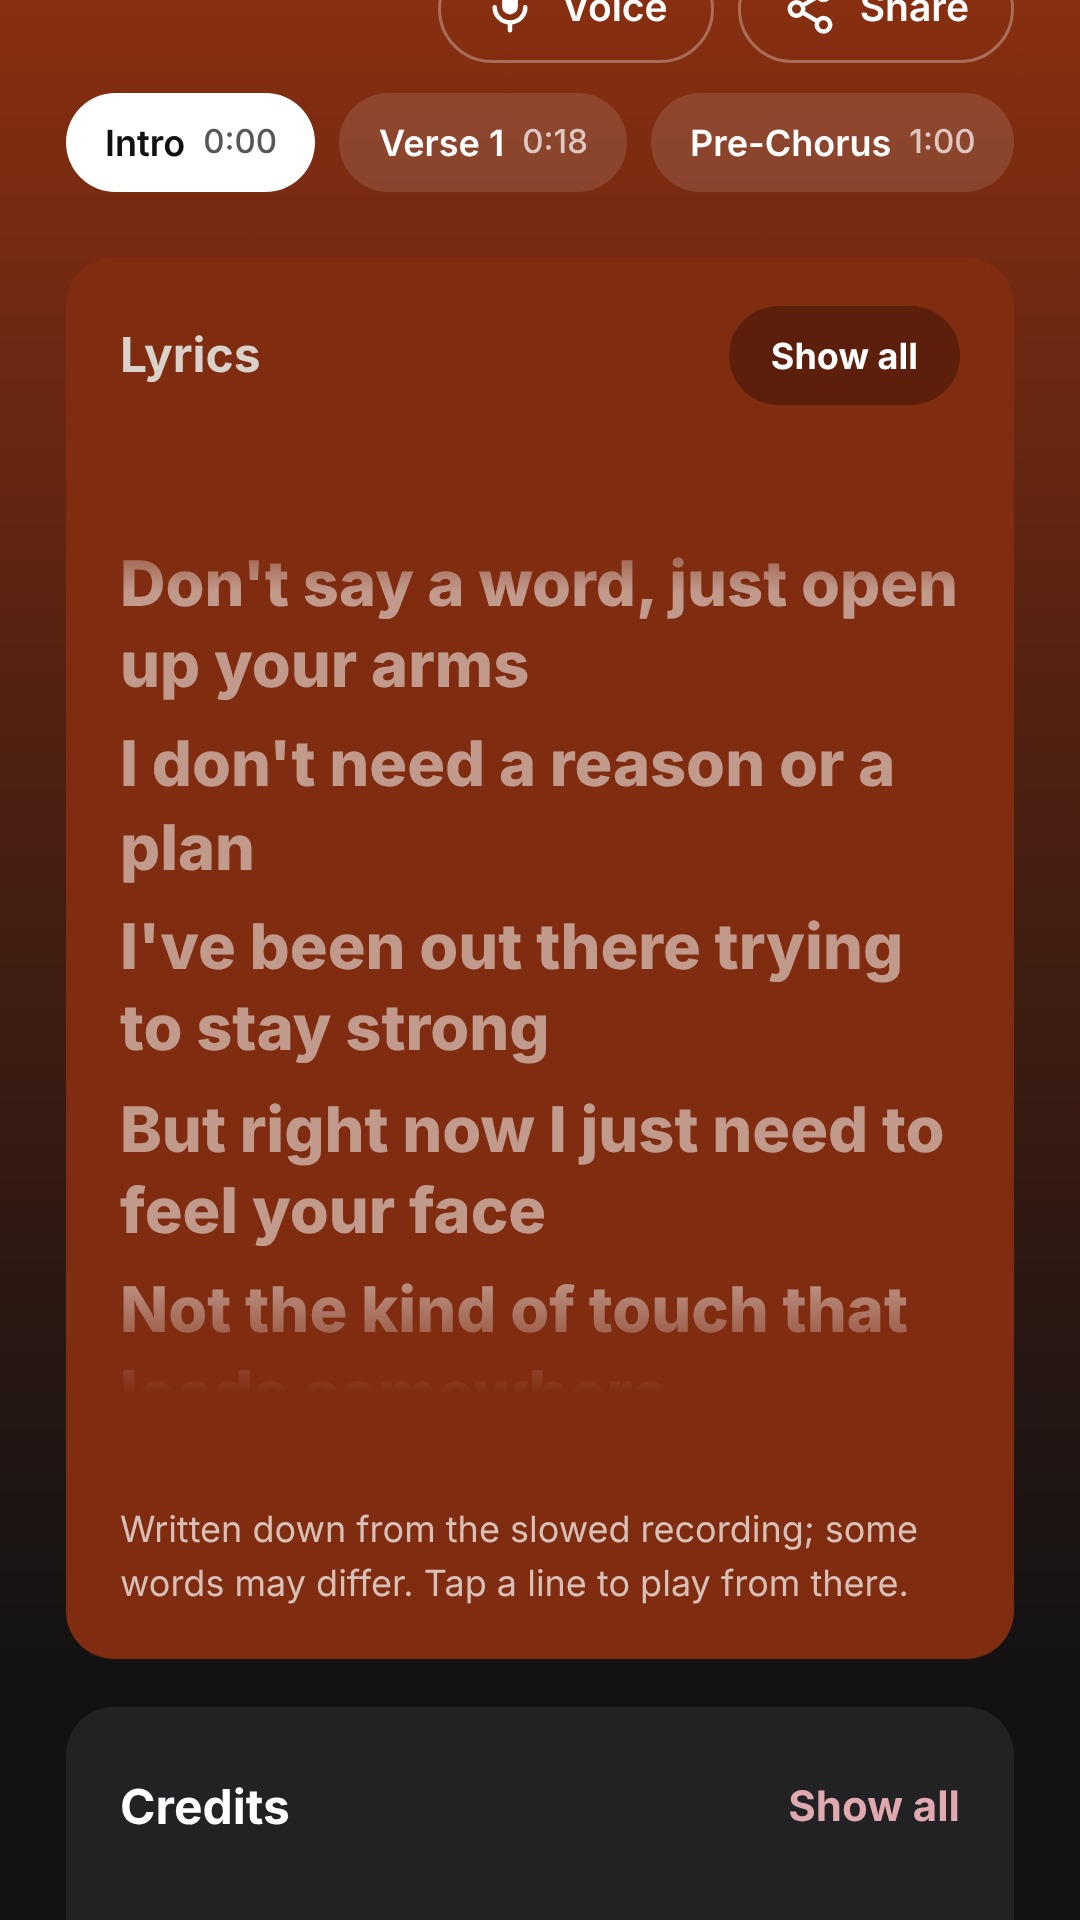 Voice
Share
Intro 0:00
Verse 1 0:18
Pre-Chorus 1:00
Lyrics
Show all
Don't say a word, just open
up your arms
I don't need a reason or a
plan
I've been out there trying
to stay strong
But right now I just need to
feel your face
Not the kind of touch that
Written down from the slowed recording; some
words may differ. Tap a line to play from there.
Credits
Show all